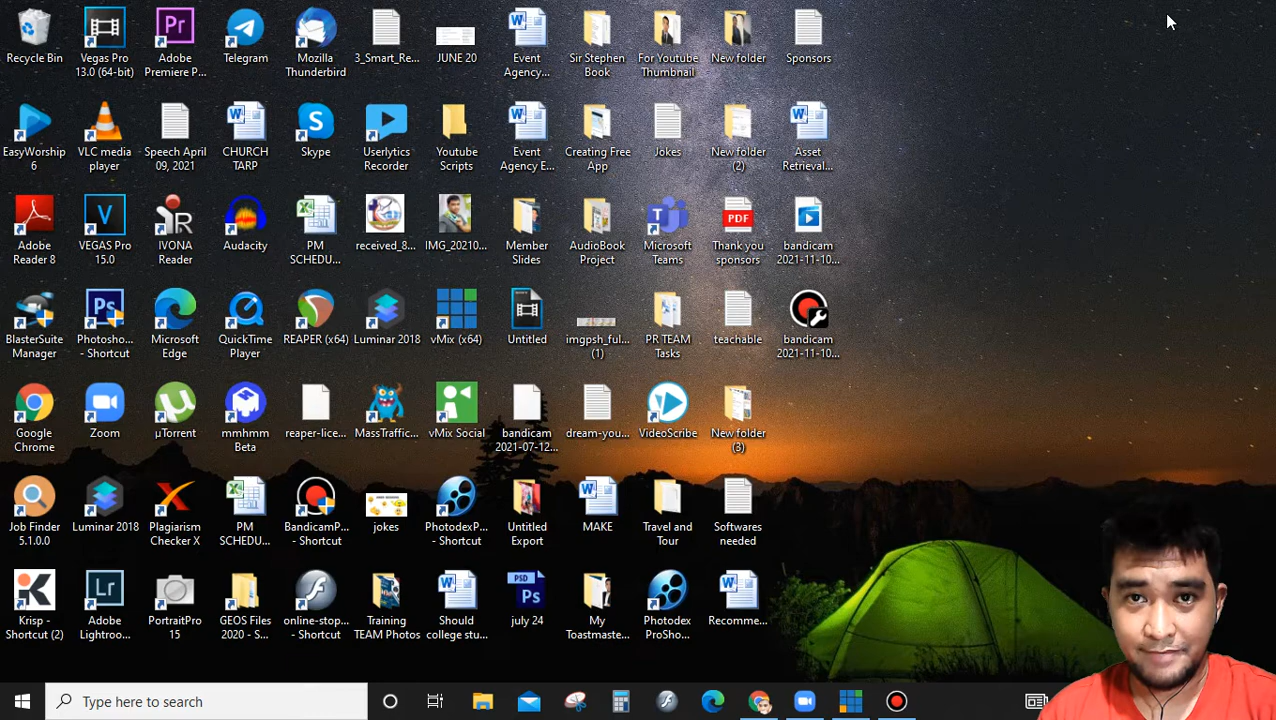 Recycle Bin
Vegas Pro
13.0 (64-bit)
Pr
Adobe
Premiere P...
Telegram
Mozilla
Thunderbird
3_Smart_Re...
JUNE 20
Event
Agency...
Sir Stephen
Book
For Youtube
Thumbnail
New folder
Sponsors
EasyWorship
6
VLC media
player
Speech April
09, 2021
CHURCH
TARP
Skype
Userlytics
Recorder
Youtube
Scripts
Event
Agency E...
Creating Free
App
Jokes
New folder
(2)
Asset
Retrieval...
Adobe
Reader 8
V
VEGAS Pro
15.0
IVONA
Reader
Audacity
PM
SCHEDU...
received_8...
IMG_20210...
Member
Slides
AudioBook
Project
Microsoft
Teams
PDF
Thank you
sponsors
bandicam
2021-11-10...
BlasterSuite
Manager
Ps
Photosho...
- Shortcut
Microsoft
Edge
QuickTime
Player
REAPER (x64)
Luminar 2018
vMix (x64)
Untitled
imgpsh_ful...
(1)
PR TEAM
Tasks
teachable
bandicam
2021-11-10...
Google
Chrome
Zoom
µTorrent
mmhmm
Beta
reaper-lice...
MassTraffic...
vMix Social
bandicam
2021-07-12...
dream-you...
VideoScribe
New folder
(3)
Job Finder
5.1.0.0
Luminar 2018
Plagiarism
Checker X
PM
SCHEDU...
BandicamP...
- Shortcut
jokes
PhotodexP...
- Shortcut
Untitled
Export
MAKE
Travel and
Tour
Softwares
needed
Krisp -
Shortcut (2)
Lr
Adobe
Lightroo...
PortraitPro
15
GEOS Files
2020 - S...
online-stop...
- Shortcut
Training
TEAM Photos
Should
college stu...
PSD
Ps
july 24
My
Toastmaste...
Photodex
ProSho...
Recomme...
Type here to search